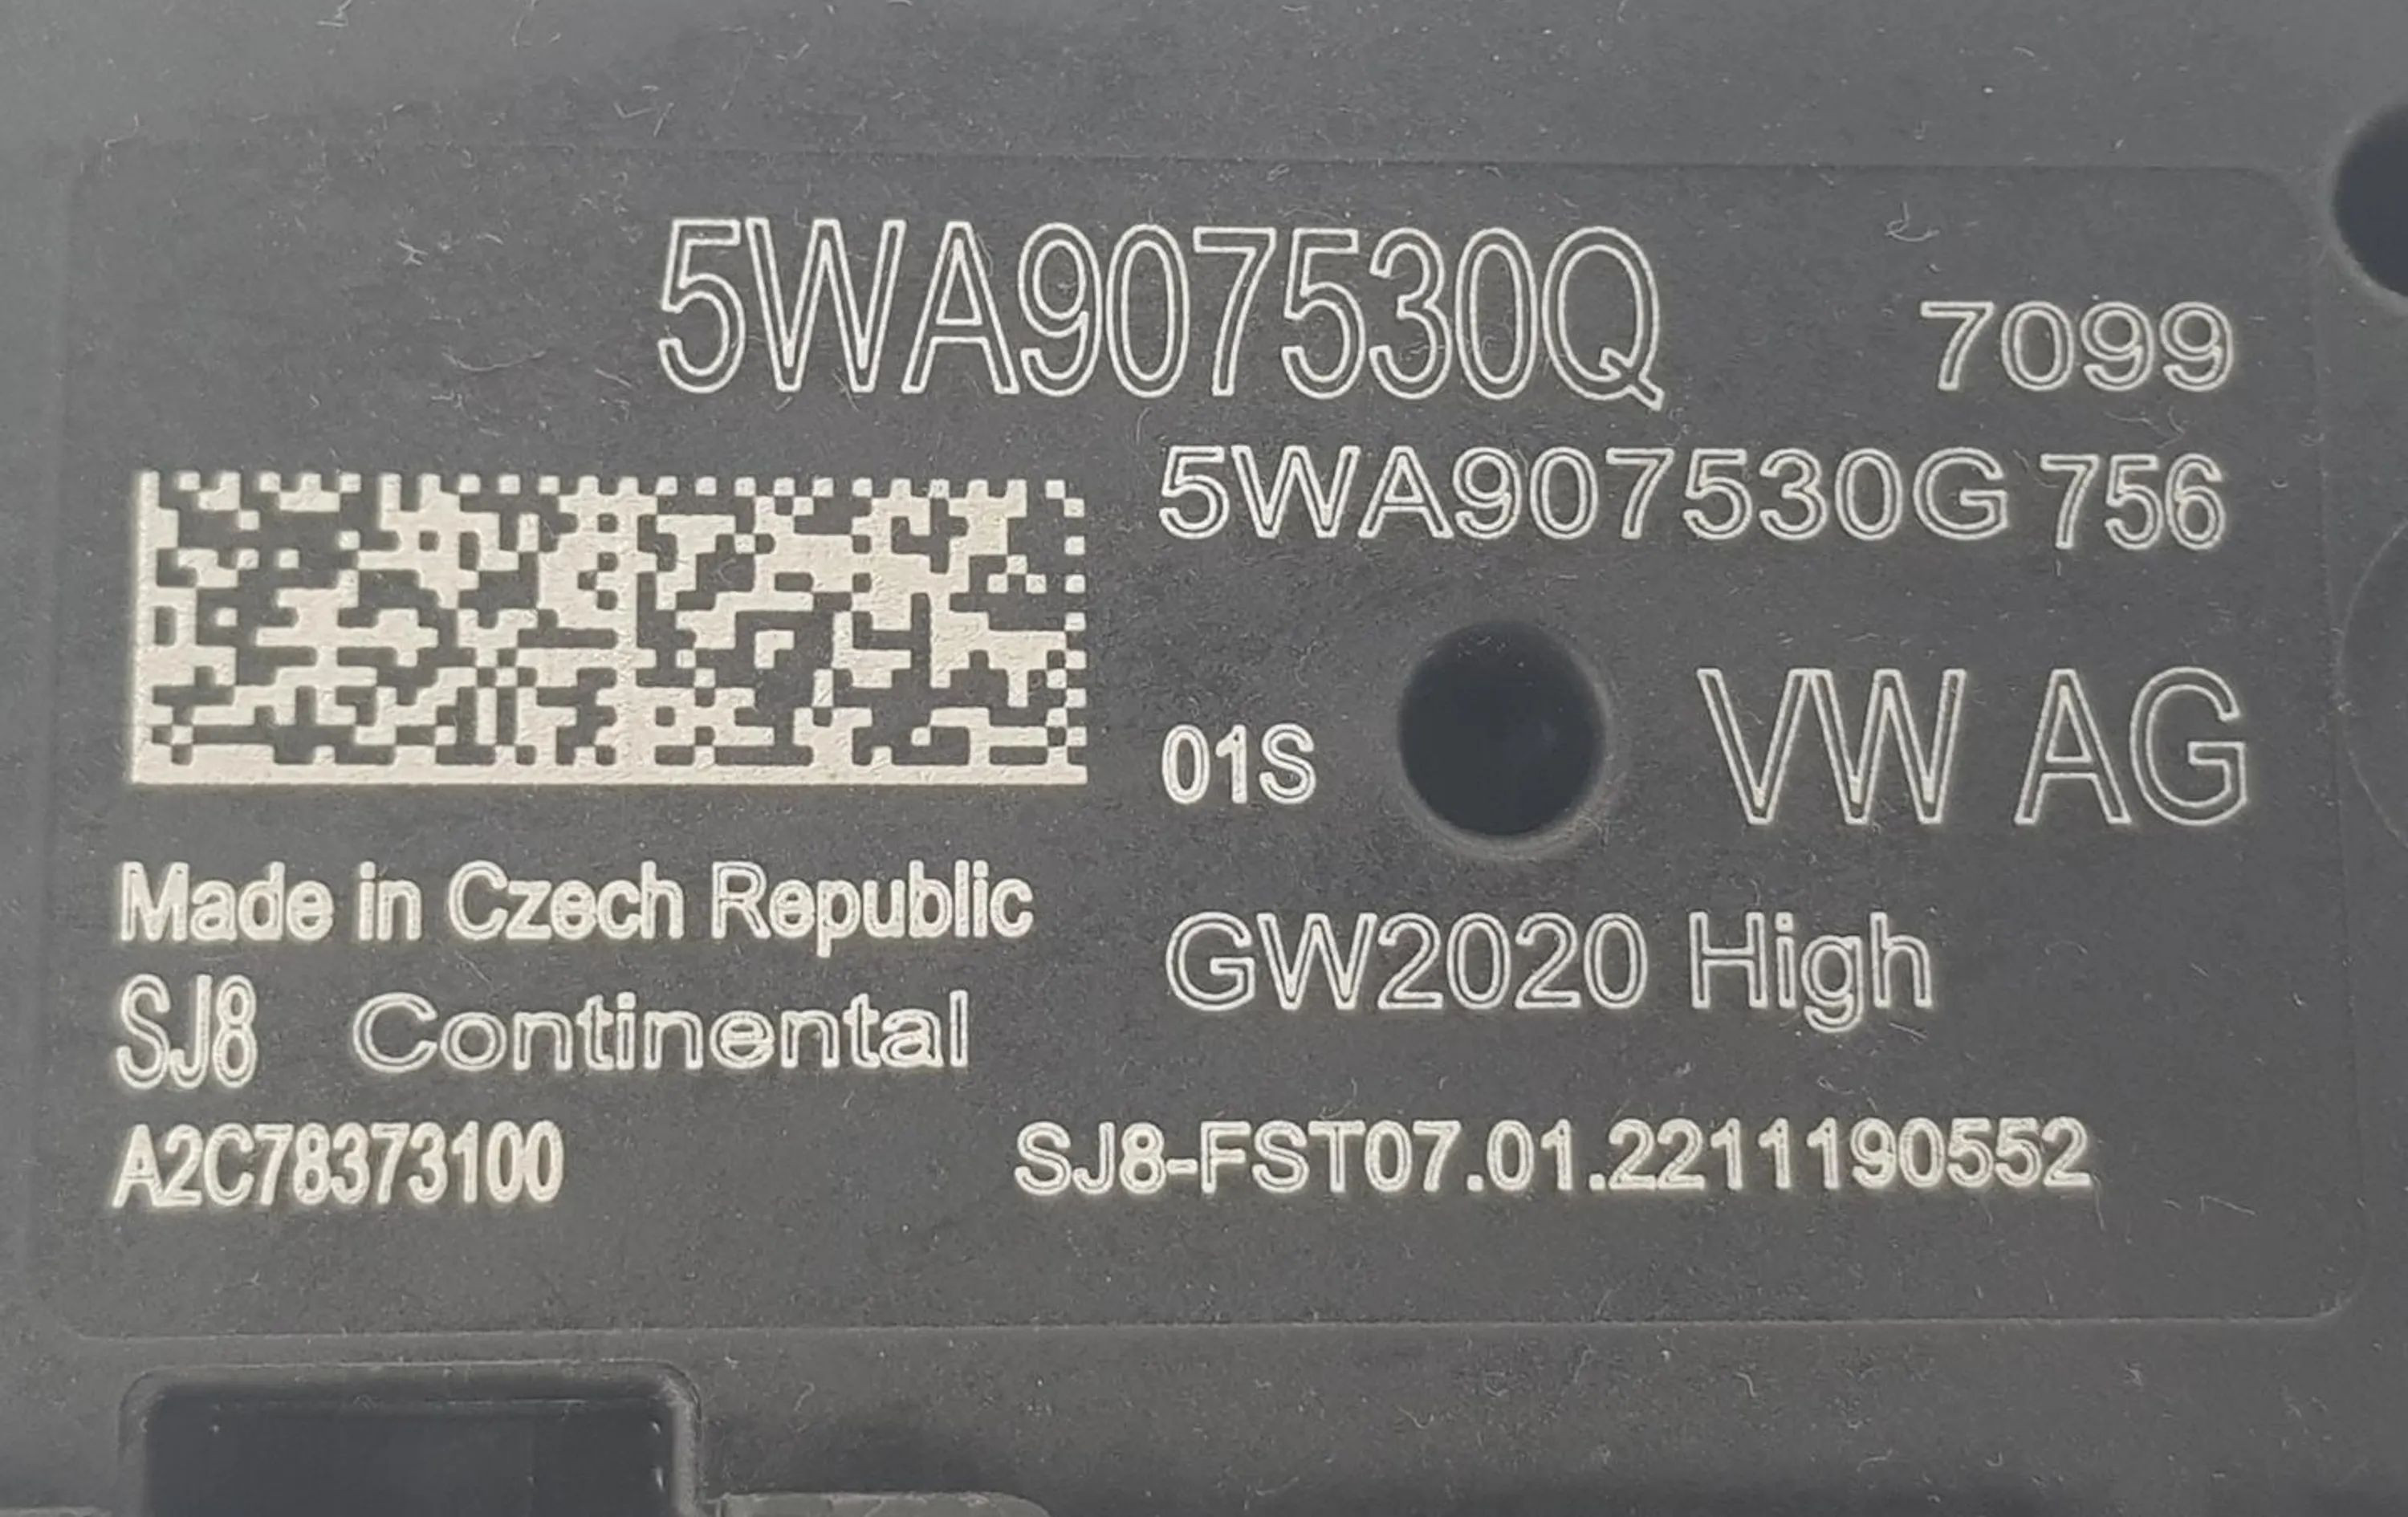 5WA907530Q 7099
5WA907530G 756
01S VW AG
Made in Czech Republic
GW2020 High
SJ8 Continental
A2C78373100 SJ8-FST07.01.2211190552